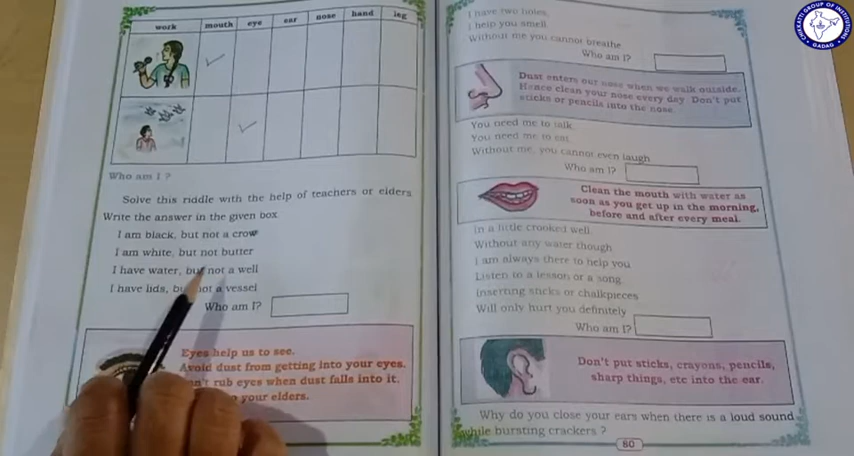 work mouth eye ear nose hand leg
Who am I ?
Solve this riddle with the help of teachers or elders
Write the answer in the given box
I am black, but not a crow
I am white, but not butter
I have water, but not a well
I have lids, but not a vessel
Who am I?
Eyes help us to see.
Avoid dust from getting into your eyes.
rub eyes when dust falls into it.
your elders.
I have two holes,
I help you smell
Without me you cannot breathe
Who am I?
Dust enters our nose when we walk outside.
Hence clean your nose every day. Don't put
sticks or pencils into the nose.
You need me to talk
You need me to eat
Without me, you cannot even laugh
Who am I?
Clean the mouth with water as
soon as you get up in the morning,
before and after every meal.
In a little crooked well
Without any water though
I am always there to help you
Listen to a lesson or a song
Inserting sticks or chalkpieces
Will only hurt you definitely
Who am I?
Don't put sticks, crayons, pencils,
sharp things, etc into the ear.
Why do you close your ears when there is a loud sound
while bursting crackers ?
80
CHIKKATTI GROUP OF INSTITUTIONS
GADAG